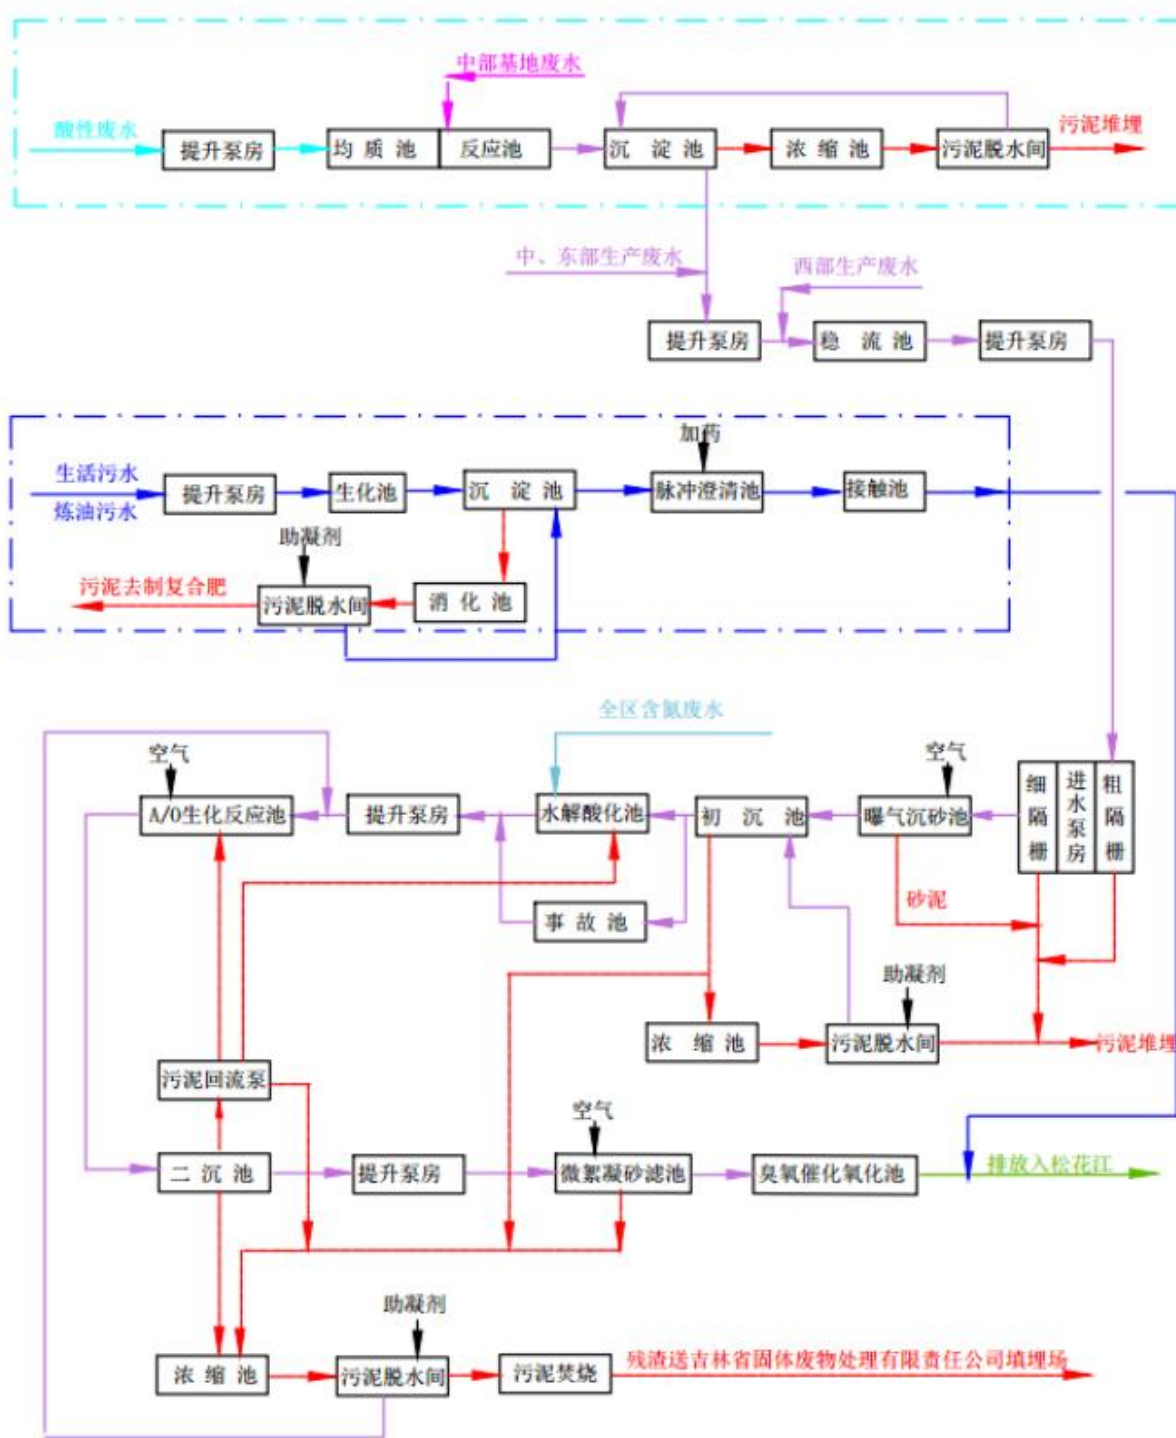 中部基地废水
酸性废水
提升泵房
均质池
反应池
沉淀池
浓缩池
污泥脱水间
污泥堆埋
中、东部生产废水
西部生产废水
提升泵房
稳流池
提升泵房
加药
生活污水
炼油污水
提升泵房
生化池
沉淀池
脉冲澄清池
接触池
助凝剂
污泥去制复合肥
污泥脱水间
消化池
全区含氮废水
空气
空气
A/O生化反应池
提升泵房
水解酸化池
初沉池
曝气沉砂池
细隔栅
进水泵房
粗隔栅
砂泥
事故池
助凝剂
浓缩池
污泥脱水间
污泥堆埋
污泥回流泵
空气
二沉池
提升泵房
微絮凝砂滤池
臭氧催化氧化池
排放入松花江
助凝剂
浓缩池
污泥脱水间
污泥焚烧
残渣送吉林省固体废物处理有限责任公司填埋场